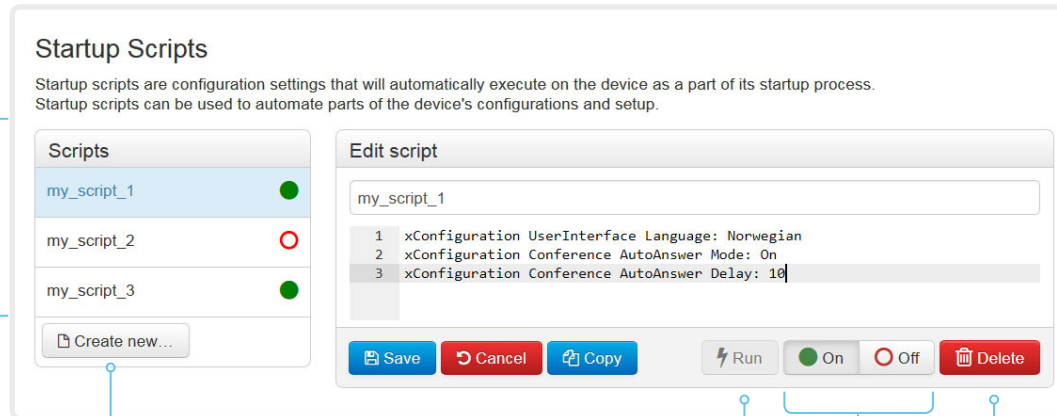 Startup Scripts
Startup scripts are configuration settings that will automatically execute on the device as a part of its startup process.
Startup scripts can be used to automate parts of the device's configurations and setup.
Scripts
my_script_1
my_script_2
my_script_3
Create new…
Edit script
my_script_1
1 xConfiguration UserInterface Language: Norwegian
2 xConfiguration Conference AutoAnswer Mode: On
3 xConfiguration Conference AutoAnswer Delay: 10
Save Cancel Copy Run On Off Delete